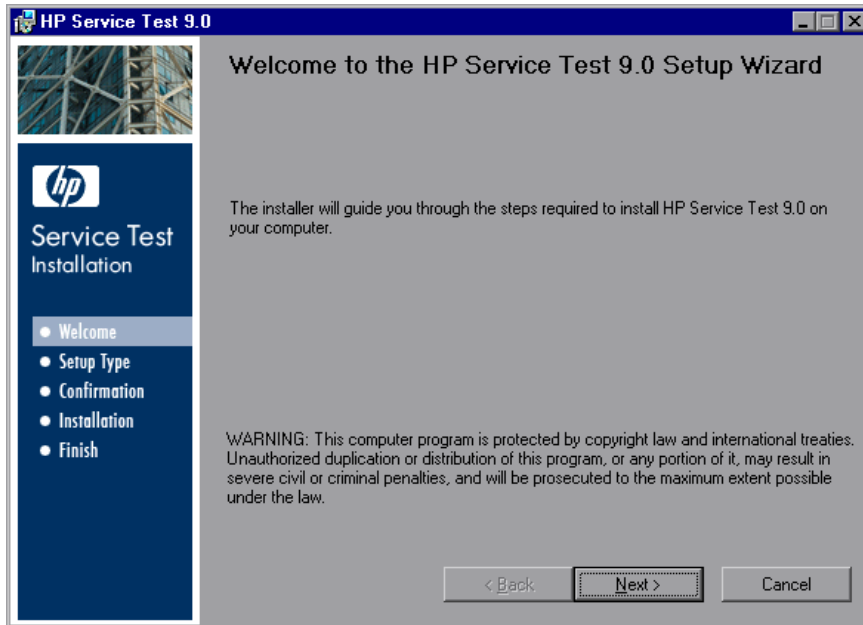 HP Service Test 9.0
Welcome to the HP Service Test 9.0 Setup Wizard
hp
Service Test
Installation
Welcome
Setup Type
Confirmation
Installation
Finish
The installer will guide you through the steps required to install HP Service Test 9.0 on
your computer.
WARNING: This computer program is protected by copyright law and international treaties.
Unauthorized duplication or distribution of this program, or any portion of it, may result in
severe civil or criminal penalties, and will be prosecuted to the maximum extent possible
under the law.
< Back
Next >
Cancel